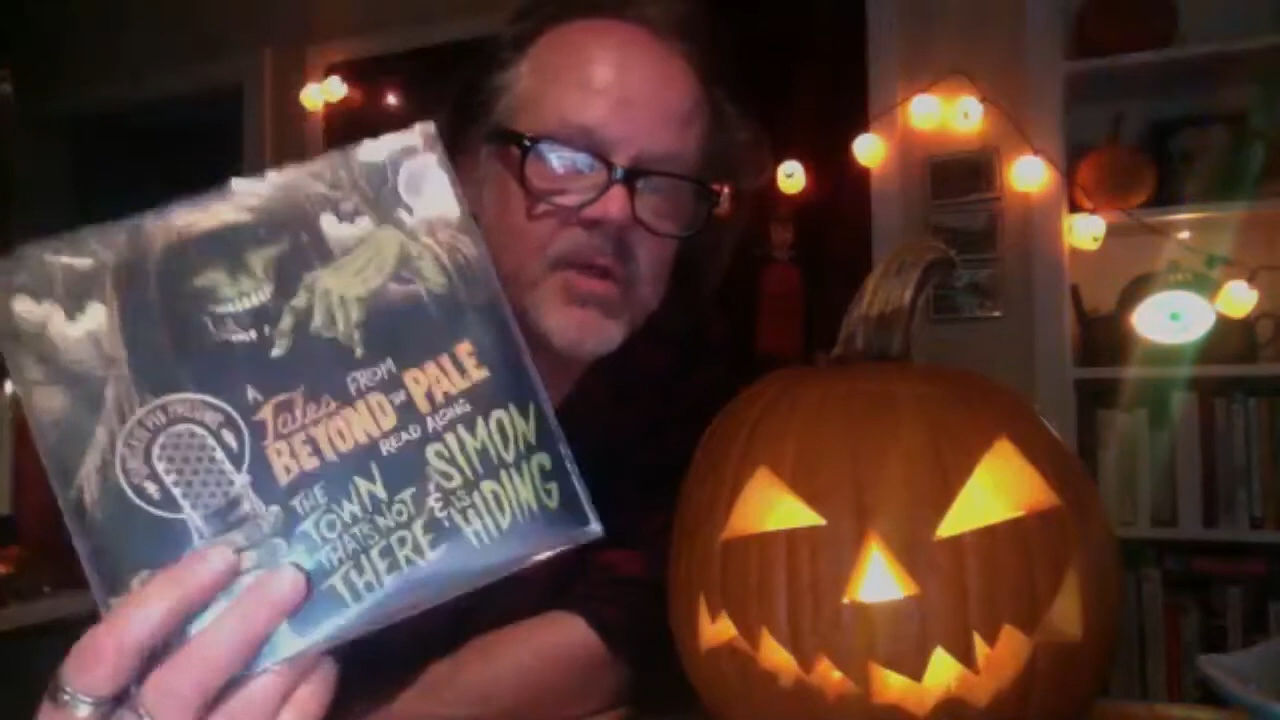 A
Tales FROM
BEYOND THE PALE
READ ALONG
THE
TOWN
THAT'S NOT
THERE
&
SIMON
IS
HIDING